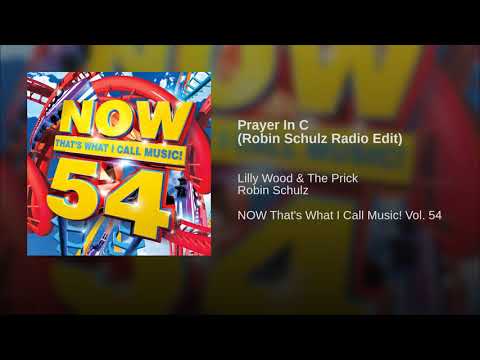 NOW
THAT'S WHAT I CALL MUSIC!
54
Prayer In C
(Robin Schulz Radio Edit)
Lilly Wood & The Prick
Robin Schulz
NOW That's What I Call Music! Vol. 54